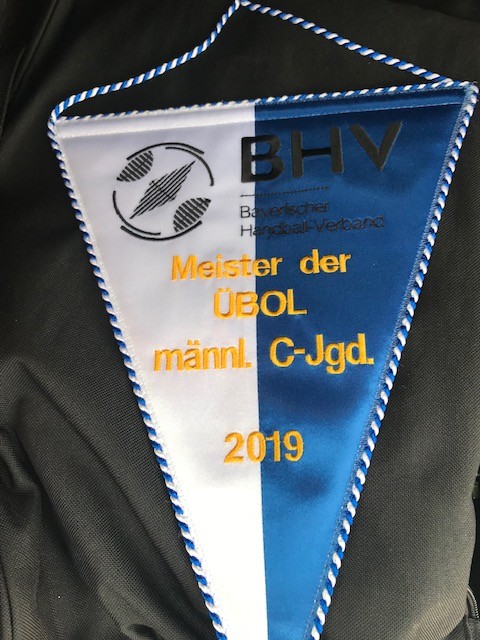 BHV
Bayerischer
Handball-Verband
Meister der
ÜBOL
männl. C-Jgd.
2019